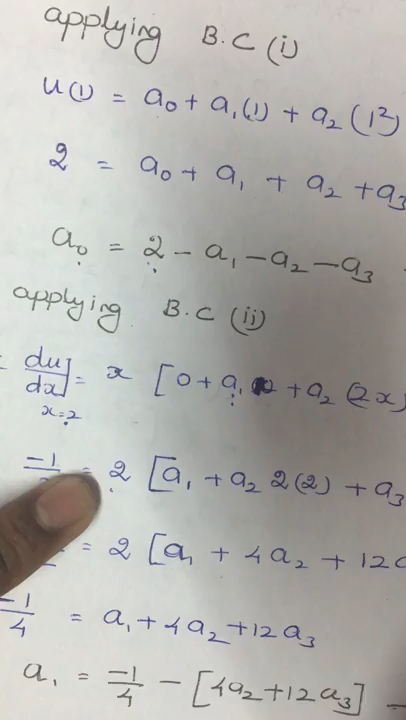 applying B.C (i)
u(1) = a₀ + a₁(1) + a₂(1²)
2 = a₀ + a₁ + a₂ + a₃
a₀ = 2 - a₁ - a₂ - a₃
applying B.C (ii)
du/dx] = x [0 + a₁ + a₂ (2x)
x=2
-1 = 2 [a₁ + a₂ 2(2) + a₃
= 2 [a₁ + 4a₂ + 12
-1/4 = a₁ + 4a₂ + 12a₃
a₁ = -1/4 - [4a₂ + 12a₃] -